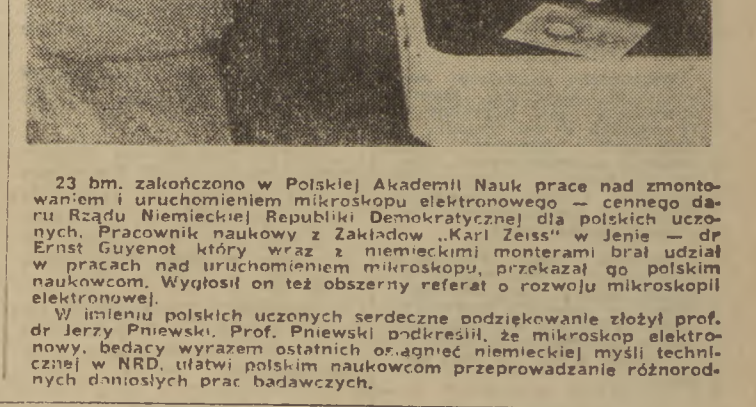 23 bm. zakończono w Polskiej Akademii Nauk prace nad zmonto-
waniem i uruchomieniem mikroskopu elektronowego — cennego da-
ru Rządu Niemieckiej Republiki Demokratycznej dla polskich uczo-
nych. Pracownik naukowy z Zakładow „Karl Zeiss" w Jenie — dr
Ernst Guyenot który wraz z niemieckimi monterami brał udział
w pracach nad uruchomieniem mikroskopu, przekazał go polskim
naukowcom. Wygłosił on też obszerny referat o rozwoju mikroskopii
elektronowej.
W imieniu polskich uczonych serdeczne podziękowanie złożył prof.
dr Jerzy Pniewski. Prof. Pniewski podkreślił, że mikroskop elektro-
nowy, bedący wyrazem ostatnich osiągnieć niemieckiej myśli techni-
cznej w NRD, ułatwi polskim naukowcom przeprowadzanie różnorod-
nych doniosłych prac badawczych.